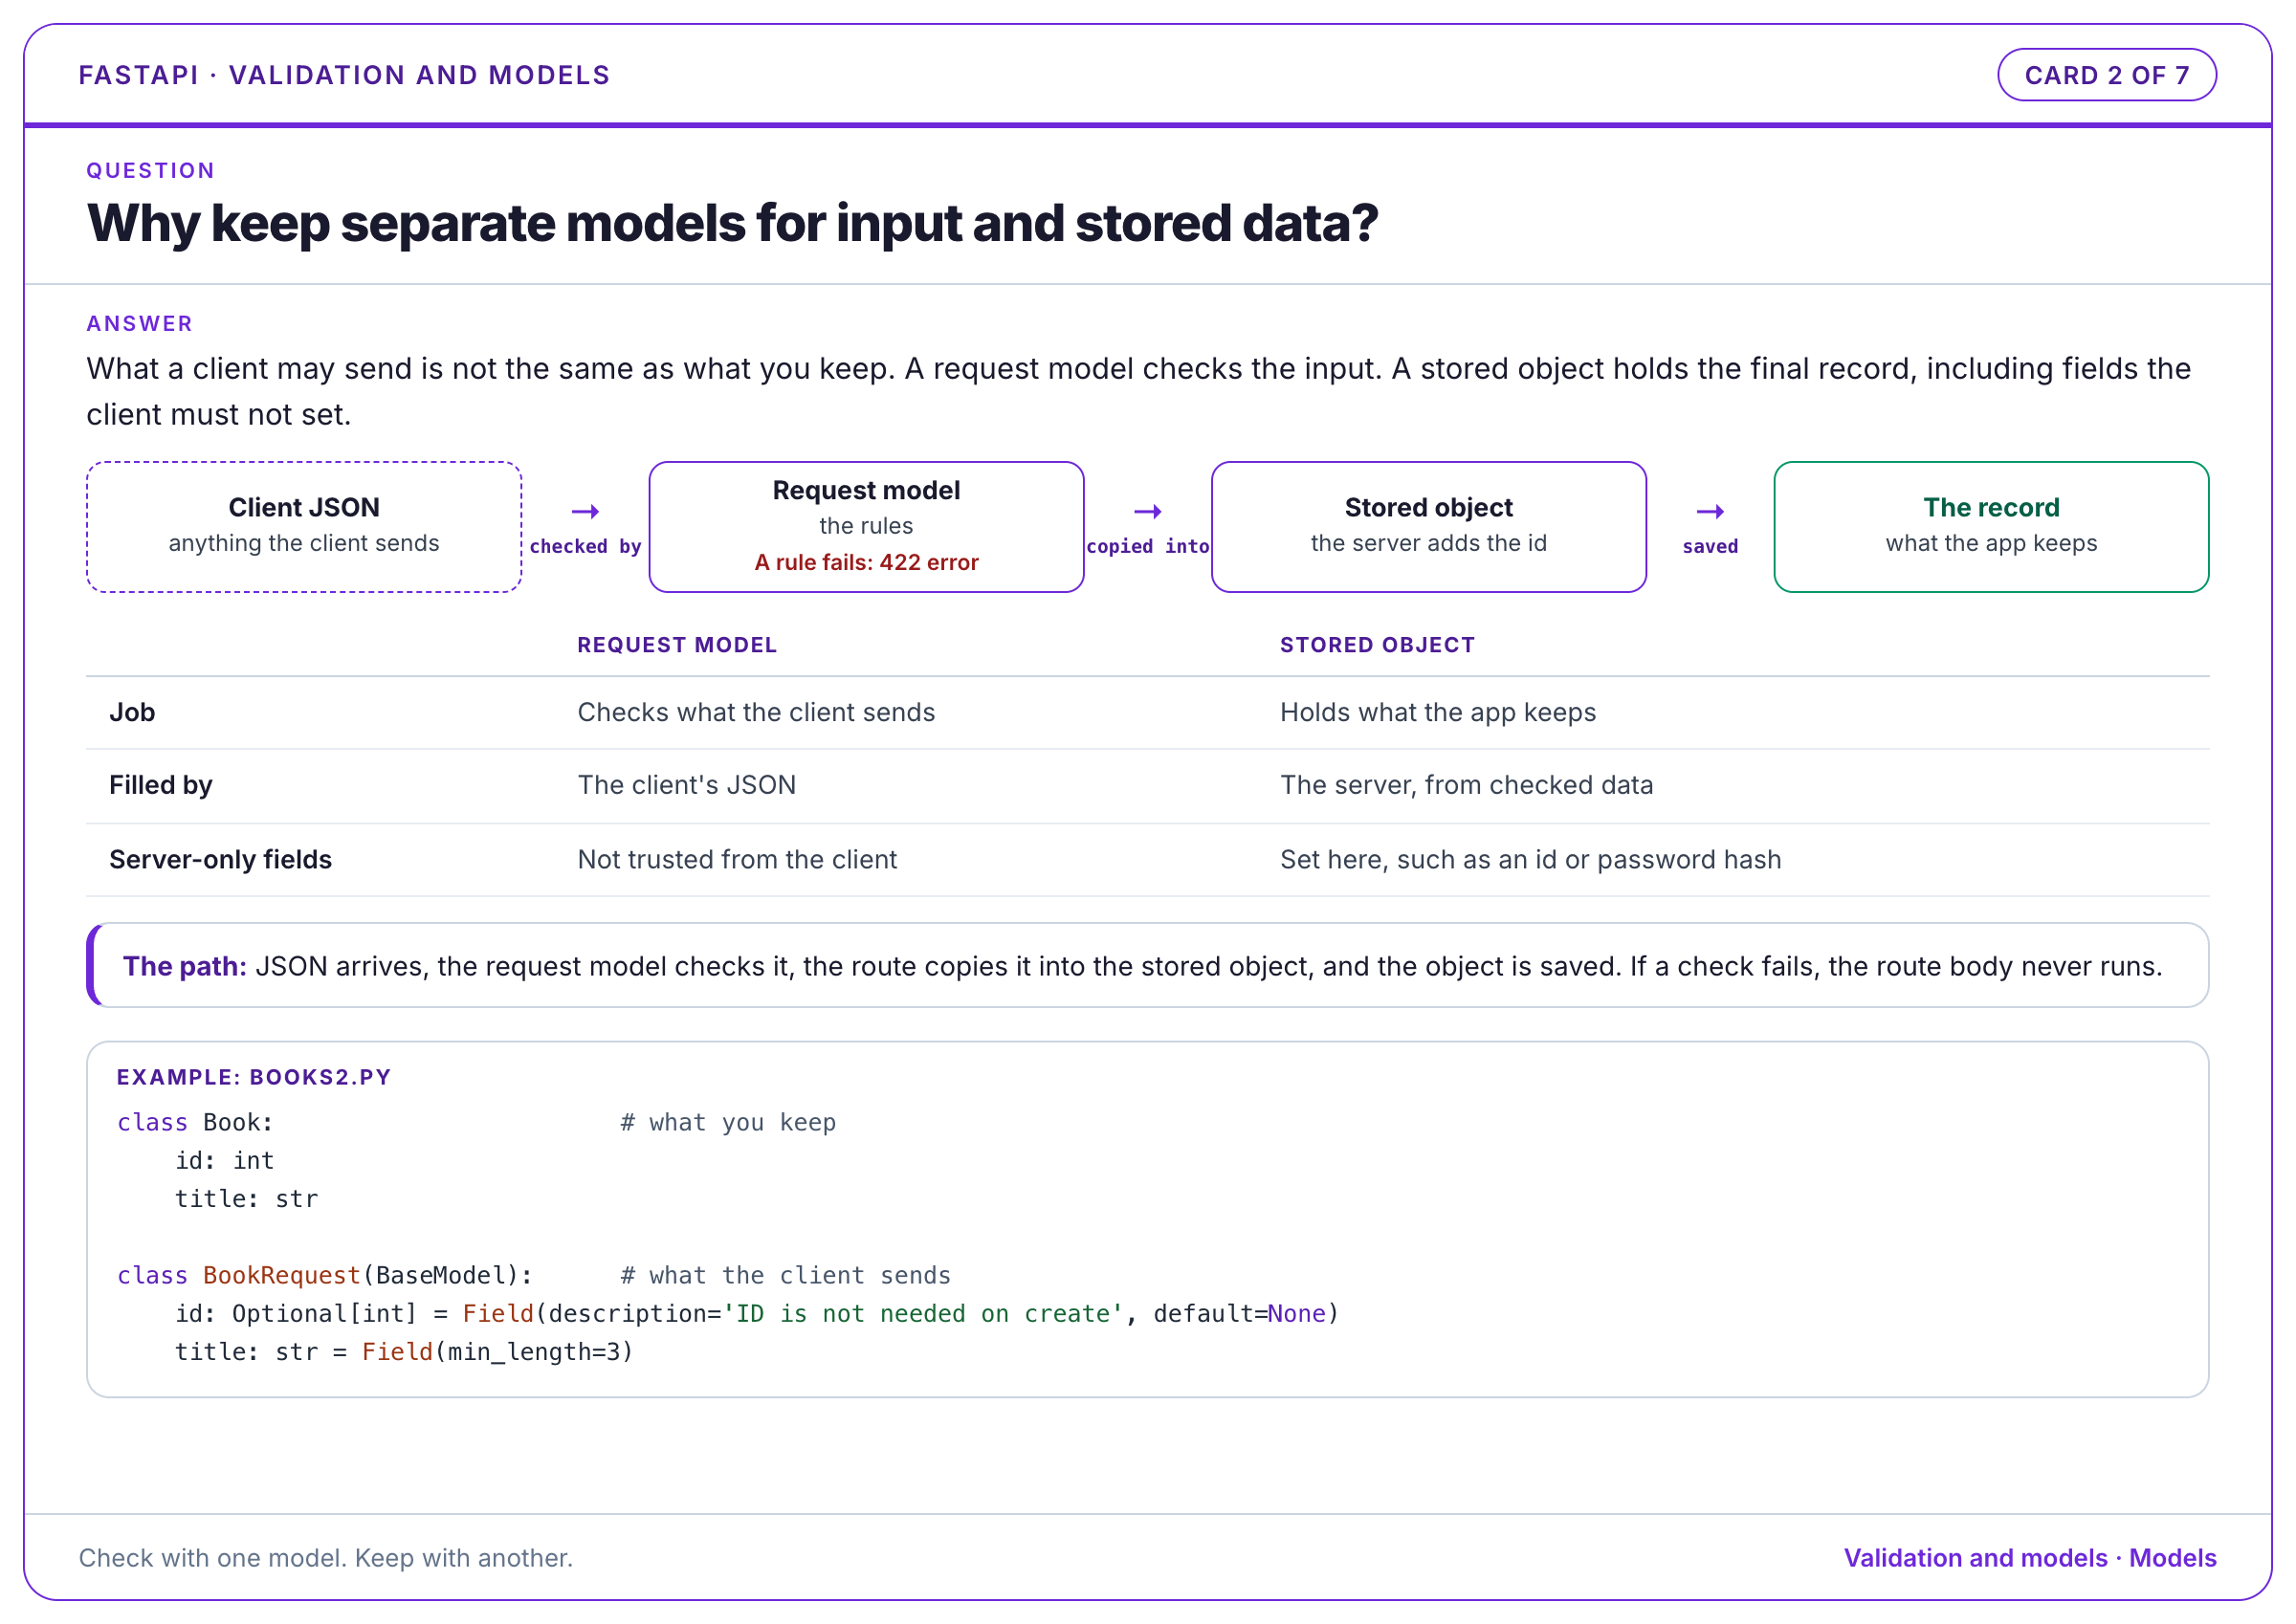 FASTAPI · VALIDATION AND MODELS
CARD 2 OF 7
QUESTION
Why keep separate models for input and stored data?
ANSWER
What a client may send is not the same as what you keep. A request model checks the input. A stored object holds the final record, including fields the
client must not set.
Client JSON
anything the client sends
→
checked by
Request model
the rules
A rule fails: 422 error
→
copied into
Stored object
the server adds the id
→
saved
The record
what the app keeps
REQUEST MODEL STORED OBJECT
Job Checks what the client sends Holds what the app keeps
Filled by The client's JSON The server, from checked data
Server-only fields Not trusted from the client Set here, such as an id or password hash
The path: JSON arrives, the request model checks it, the route copies it into the stored object, and the object is saved. If a check fails, the route body never runs.
EXAMPLE: BOOKS2.PY
class Book:                        # what you keep
    id: int
    title: str
class BookRequest(BaseModel):      # what the client sends
    id: Optional[int] = Field(description='ID is not needed on create', default=None)
    title: str = Field(min_length=3)
Check with one model. Keep with another.
Validation and models · Models